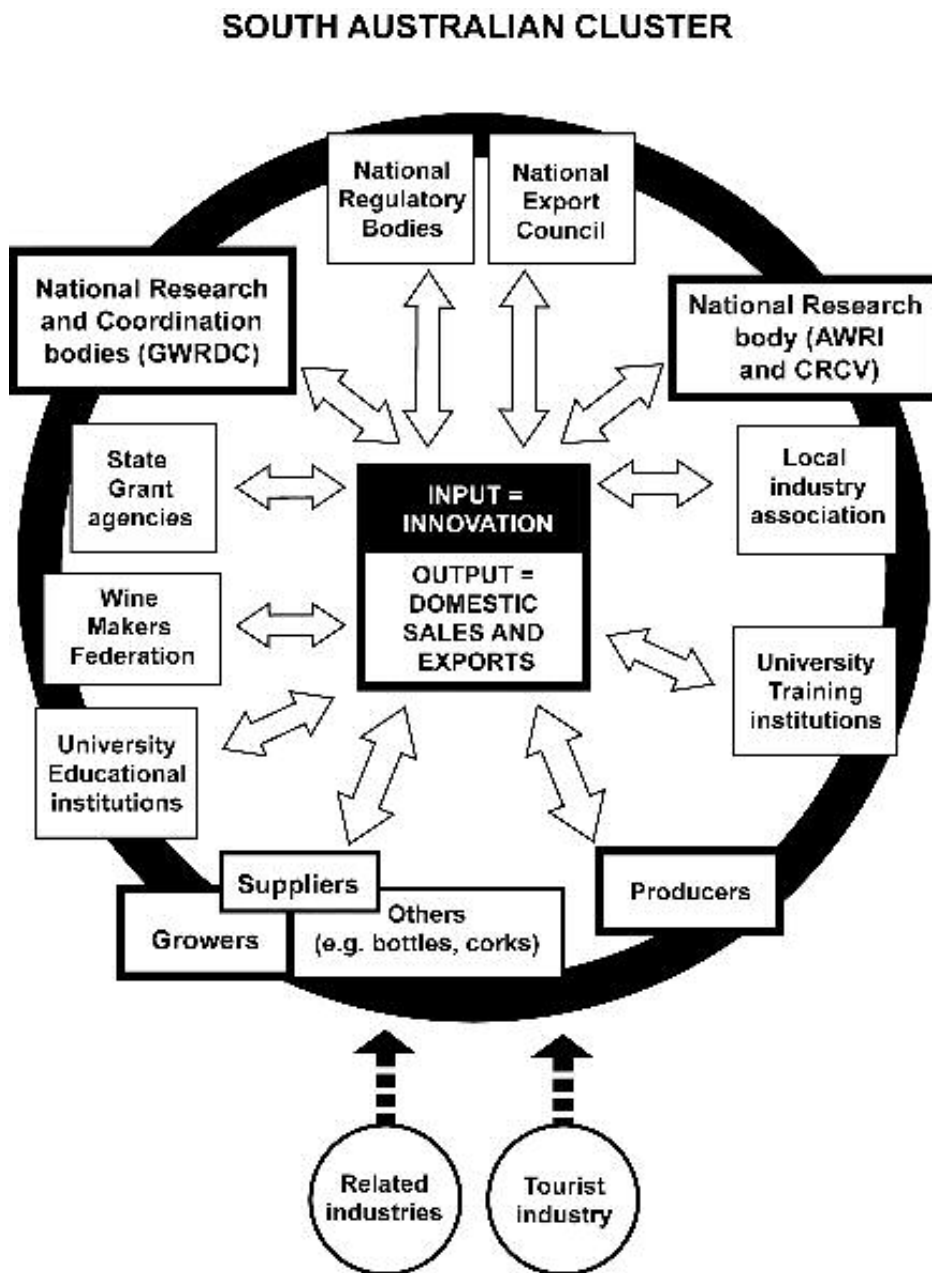 SOUTH AUSTRALIAN CLUSTER
National
Regulatory
Bodies
National
Export
Council
National Research
and Coordination
bodies (GWRDC)
National Research
body (AWRI
and CRCV)
State
Grant
agencies
INPUT =
INNOVATION
Local
industry
association
OUTPUT =
DOMESTIC
SALES AND
EXPORTS
Wine
Makers
Federation
University
Training
institutions
University
Educational
institutions
Suppliers
Growers
Others
(e.g. bottles, corks)
Producers
Related
industries
Tourist
industry